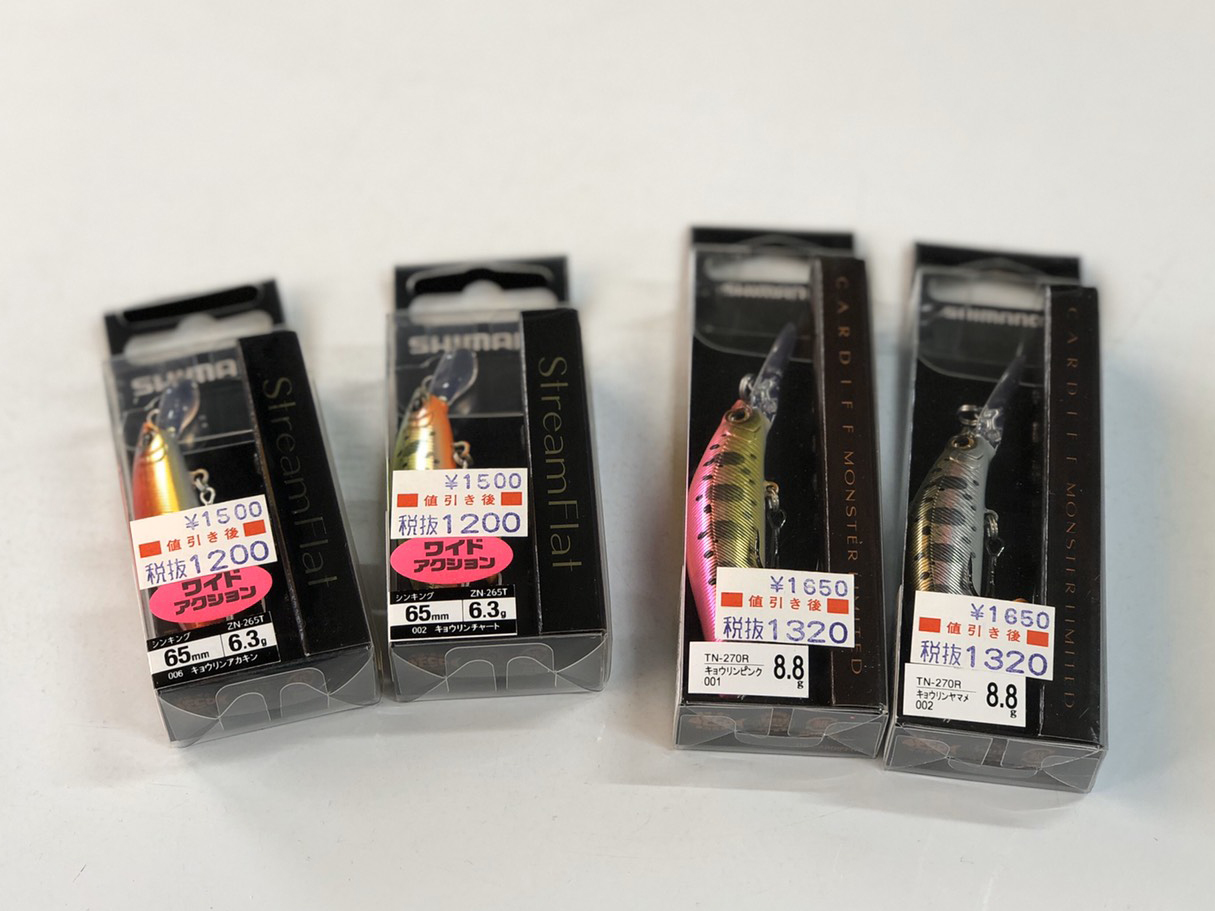 SHIMA
StreamFlat
¥1500
値引き後
税抜1200
ワイド
アクション
シンキング ZN-265T
65mm 6.3g
006 キョウリンアカキン
SHIMA
StreamFlat
¥1500
値引き後
税抜1200
ワイド
アクション
シンキング ZN-265T
65mm 6.3g
002 キョウリンチャート
SHIMANO
CARDIFF MONSTER LIMITED
¥1650
値引き後
税抜1320
TN-270R
キョウリンピンク
001
8.8g
SHIMANO
CARDIFF MONSTER LIMITED
¥1650
値引き後
税抜1320
TN-270R
キョウリンヤマメ
002
8.8g